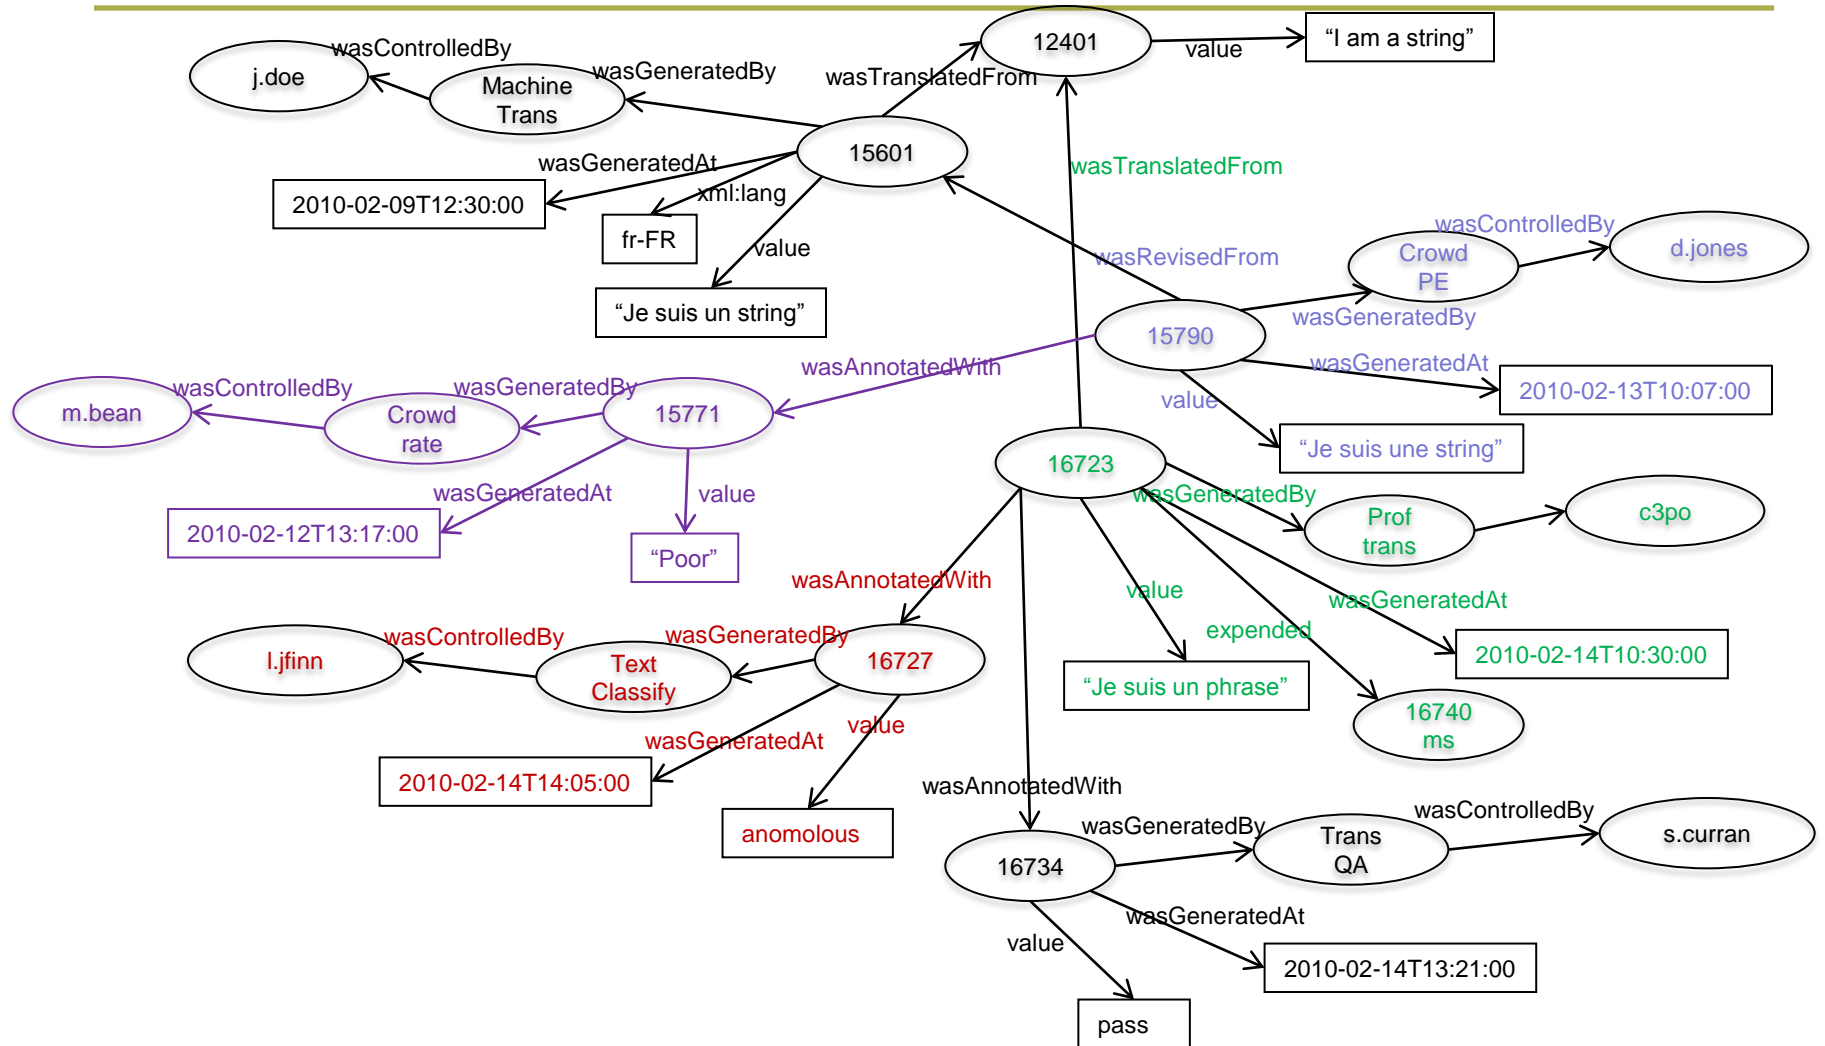 12401
value
“I am a string”
wasControlledBy
j.doe
Machine
Trans
wasGeneratedBy
wasTranslatedFrom
15601
wasGeneratedAt
2010-02-09T12:30:00
xml:lang
fr-FR
value
“Je suis un string”
wasTranslatedFrom
wasRevisedFrom
wasControlledBy
Crowd
PE
d.jones
wasGeneratedBy
15790
wasGeneratedAt
2010-02-13T10:07:00
value
“Je suis une string”
wasAnnotatedWith
wasControlledBy
wasGeneratedBy
m.bean
Crowd
rate
15771
wasGeneratedAt
value
2010-02-12T13:17:00
“Poor”
16723
wasGeneratedBy
Prof
trans
c3po
wasAnnotatedWith
value
wasGeneratedAt
expended
2010-02-14T10:30:00
“Je suis un phrase”
16740
ms
wasControlledBy
wasGeneratedBy
l.jfinn
Text
Classify
16727
wasGeneratedAt
value
2010-02-14T14:05:00
anomolous
wasAnnotatedWith
wasGeneratedBy
wasControlledBy
16734
Trans
QA
s.curran
wasGeneratedAt
value
2010-02-14T13:21:00
pass